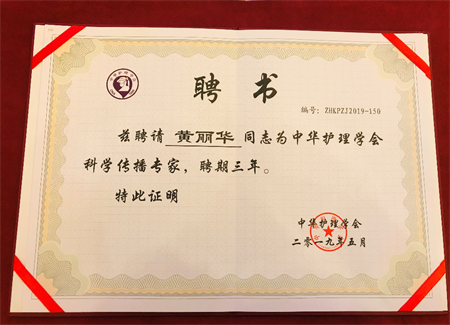 聘书
编号：ZHKPZJ2019-150
兹聘请 黄丽华 同志为中华护理学会
科学传播专家，聘期三年。
特此证明
中华护理学会
二〇一九年五月